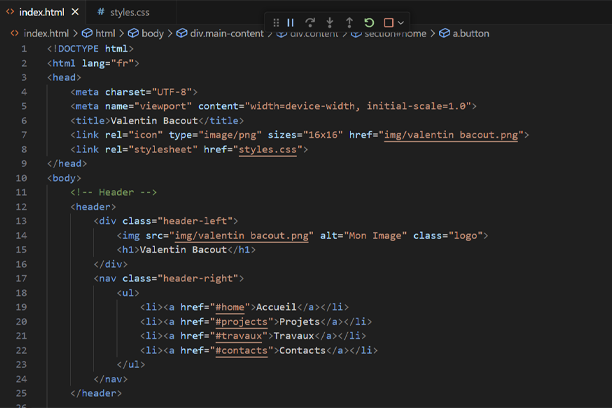 index.html
styles.css
index.html > html > body > div.main-content > div.content > section#home > a.button
1 <!DOCTYPE html>
2 <html lang="fr">
3 <head>
4 <meta charset="UTF-8">
5 <meta name="viewport" content="width=device-width, initial-scale=1.0">
6 <title>Valentin Bacout</title>
7 <link rel="icon" type="image/png" sizes="16x16" href="img/valentin bacout.png">
8 <link rel="stylesheet" href="styles.css">
9 </head>
10 <body>
11 <!-- Header -->
12 <header>
13 <div class="header-left">
14 <img src="img/valentin bacout.png" alt="Mon Image" class="logo">
15 <h1>Valentin Bacout</h1>
16 </div>
17 <nav class="header-right">
18 <ul>
19 <li><a href="#home">Accueil</a></li>
20 <li><a href="#projects">Projets</a></li>
21 <li><a href="#travaux">Travaux</a></li>
22 <li><a href="#contacts">Contacts</a></li>
23 </ul>
24 </nav>
25 </header>
26